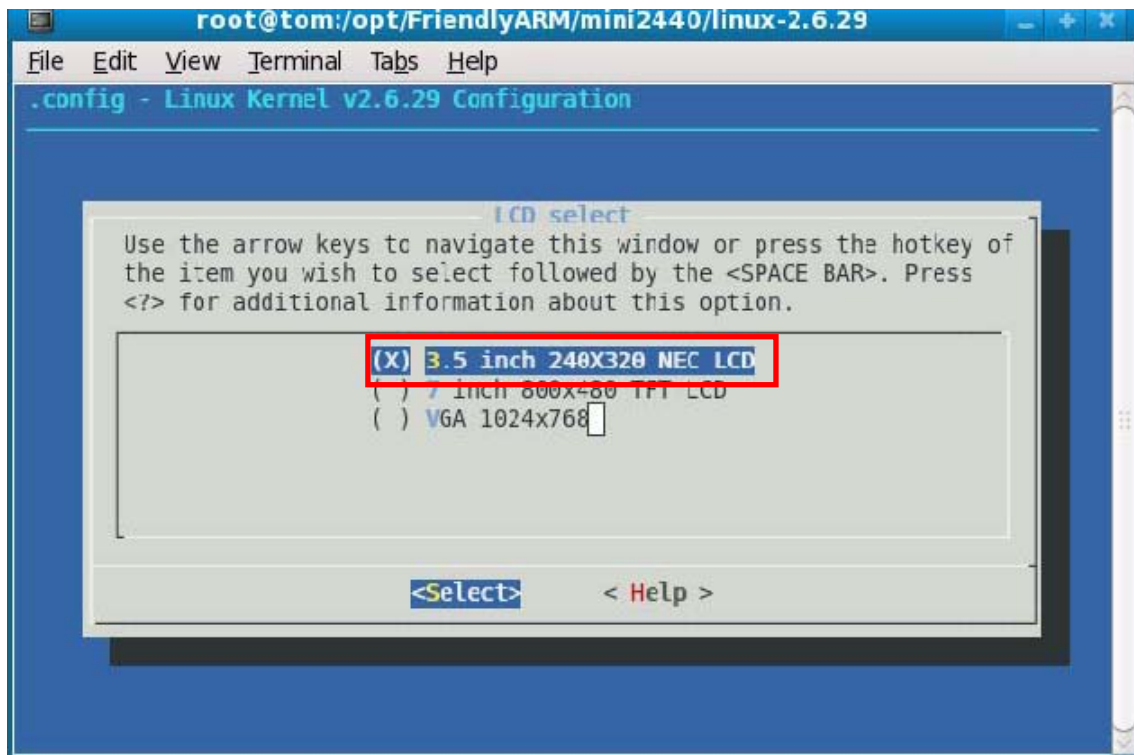 root@tom:/opt/FriendlyARM/mini2440/linux-2.6.29
File Edit View Terminal Tabs Help
.config - Linux Kernel v2.6.29 Configuration
LCD select
Use the arrow keys to navigate this window or press the hotkey of
the item you wish to select followed by the <SPACE BAR>. Press
<?> for additional information about this option.
(X) 3.5 inch 240X320 NEC LCD
( ) 7 inch 800x480 TFT LCD
( ) VGA 1024x768
<Select> < Help >